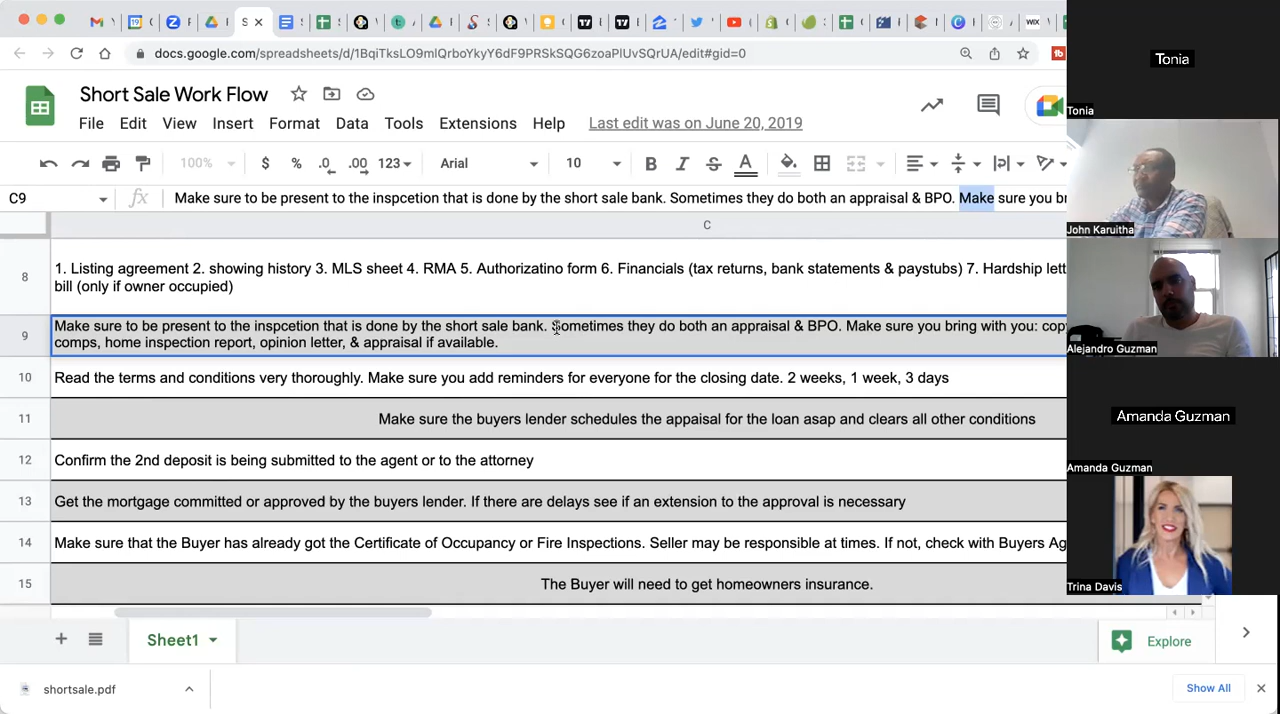 S
docs.google.com/spreadsheets/d/1BqiTksLO9mlQrboYkyY6dF9PRSkSQG6zoaPlUvSQrUA/edit#gid=0
Short Sale Work Flow
File Edit View Insert Format Data Tools Extensions Help Last edit was on June 20, 2019
100% $ % .0 .00 123 Arial 10 B I S A
C9 fx Make sure to be present to the inspcetion that is done by the short sale bank. Sometimes they do both an appraisal & BPO. Make sure you br
C
8 1. Listing agreement 2. showing history 3. MLS sheet 4. RMA 5. Authorizatino form 6. Financials (tax returns, bank statements & paystubs) 7. Hardship lett
bill (only if owner occupied)
9 Make sure to be present to the inspcetion that is done by the short sale bank. Sometimes they do both an appraisal & BPO. Make sure you bring with you: cop
comps, home inspection report, opinion letter, & appraisal if available.
10 Read the terms and conditions very thoroughly. Make sure you add reminders for everyone for the closing date. 2 weeks, 1 week, 3 days
11 Make sure the buyers lender schedules the appaisal for the loan asap and clears all other conditions
12 Confirm the 2nd deposit is being submitted to the agent or to the attorney
13 Get the mortgage committed or approved by the buyers lender. If there are delays see if an extension to the approval is necessary
14 Make sure that the Buyer has already got the Certificate of Occupancy or Fire Inspections. Seller may be responsible at times. If not, check with Buyers Ag
15 The Buyer will need to get homeowners insurance.
Sheet1
Explore
shortsale.pdf
Show All
Tonia
Tonia
John Karuitha
Alejandro Guzman
Amanda Guzman
Amanda Guzman
Trina Davis